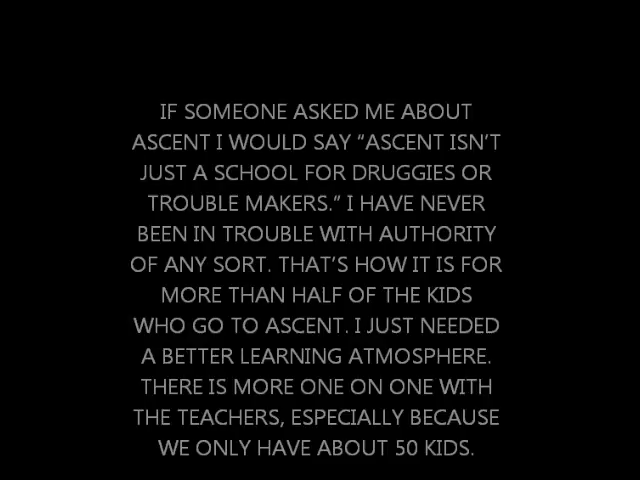 IF SOMEONE ASKED ME ABOUT
ASCENT I WOULD SAY “ASCENT ISN’T
JUST A SCHOOL FOR DRUGGIES OR
TROUBLE MAKERS.” I HAVE NEVER
BEEN IN TROUBLE WITH AUTHORITY
OF ANY SORT. THAT’S HOW IT IS FOR
MORE THAN HALF OF THE KIDS
WHO GO TO ASCENT. I JUST NEEDED
A BETTER LEARNING ATMOSPHERE.
THERE IS MORE ONE ON ONE WITH
THE TEACHERS, ESPECIALLY BECAUSE
WE ONLY HAVE ABOUT 50 KIDS.